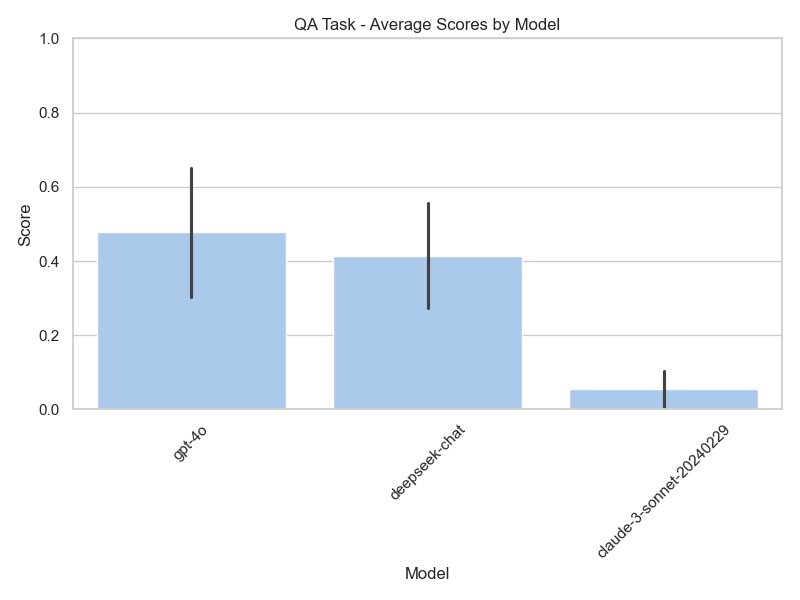 QA Task - Average Scores by Model
1.0
0.8
0.6
0.4
0.2
0.0
Score
gpt-4o
deepseek-chat
claude-3-sonnet-20240229
Model